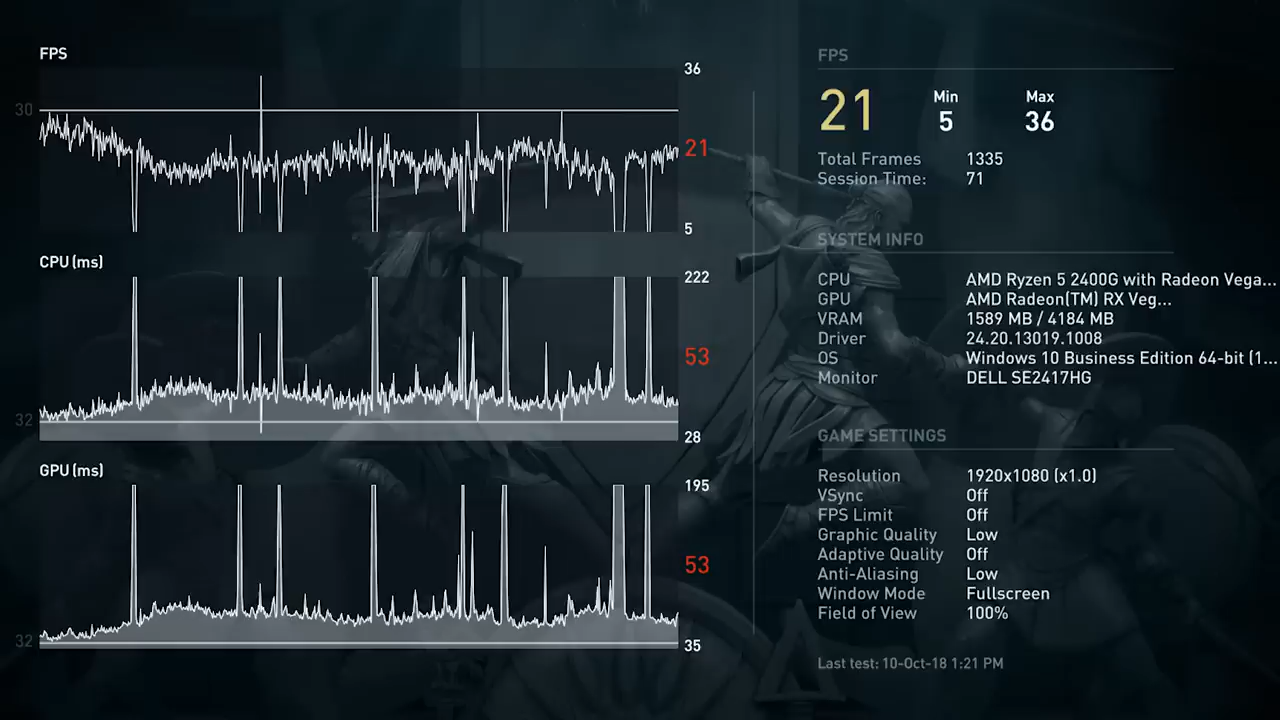 FPS
36
30
21
5
CPU (ms)
222
53
32
28
GPU (ms)
195
53
32
35
FPS
21
Min
5
Max
36
Total Frames 1335
Session Time: 71
SYSTEM INFO
CPU AMD Ryzen 5 2400G with Radeon Vega...
GPU AMD Radeon(TM) RX Veg...
VRAM 1589 MB / 4184 MB
Driver 24.20.13019.1008
OS Windows 10 Business Edition 64-bit (1...
Monitor DELL SE2417HG
GAME SETTINGS
Resolution 1920x1080 (x1.0)
VSync Off
FPS Limit Off
Graphic Quality Low
Adaptive Quality Off
Anti-Aliasing Low
Window Mode Fullscreen
Field of View 100%
Last test: 10-Oct-18 1:21 PM